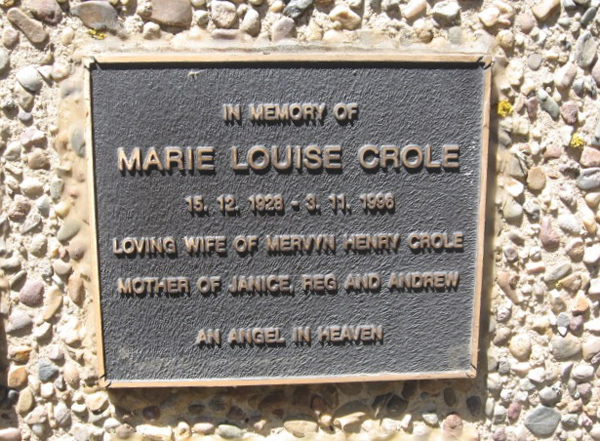 IN MEMORY OF
MARIE LOUISE CROLE
15. 12. 1928 - 3. 11. 1996
LOVING WIFE OF MERVYN HENRY CROLE
MOTHER OF JANICE, REG AND ANDREW
AN ANGEL IN HEAVEN